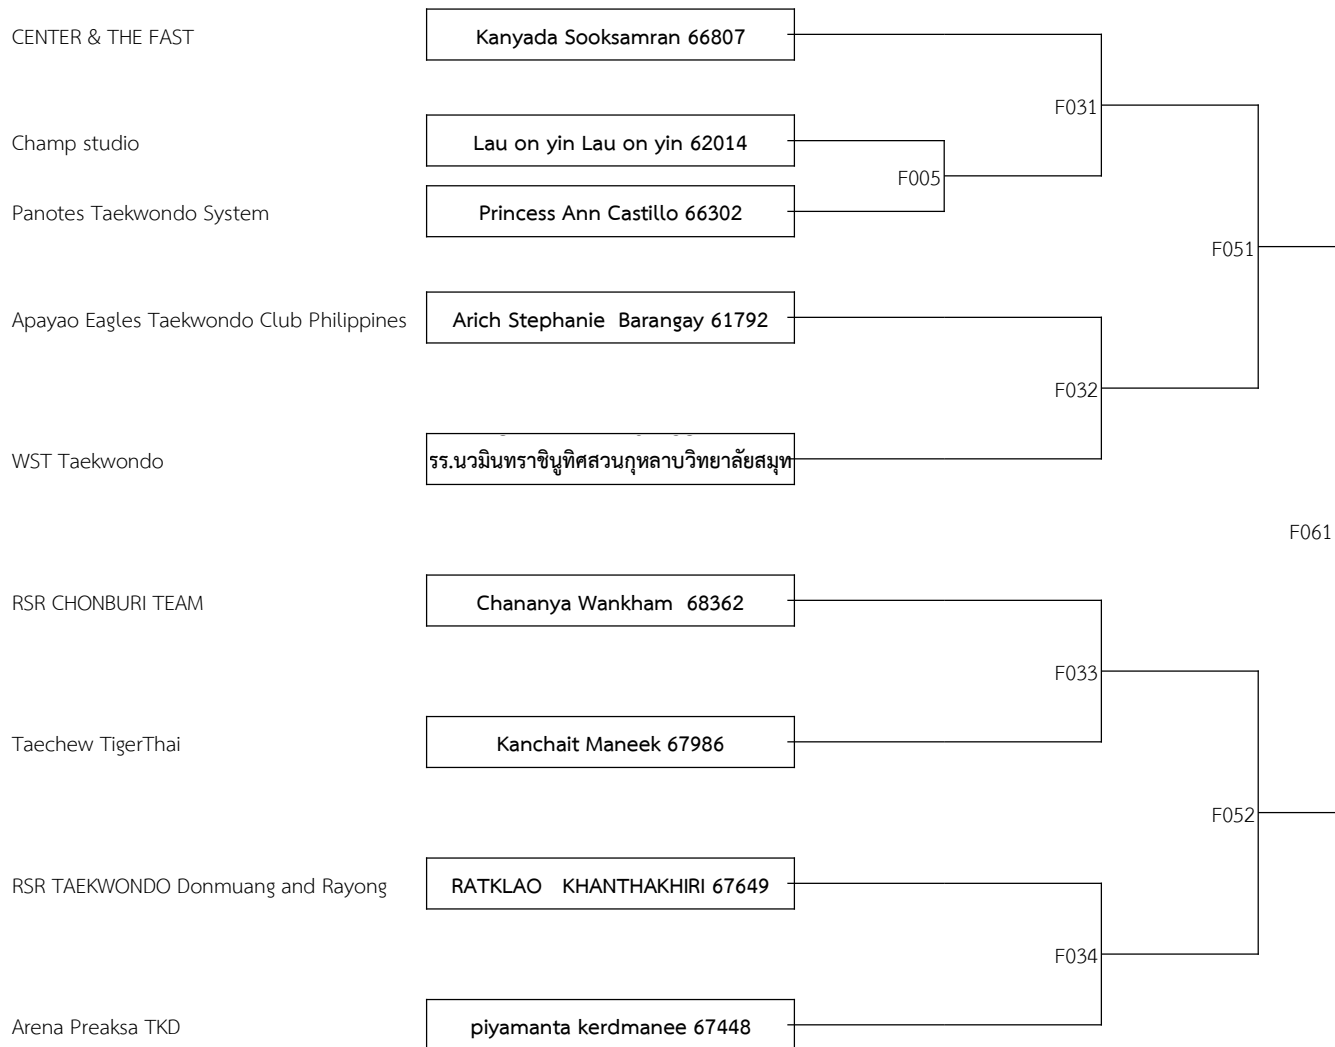 CENTER & THE FAST
Kanyada Sooksamran 66807
F031
Champ studio
Lau on yin Lau on yin 62014
F005
Panotes Taekwondo System
Princess Ann Castillo 66302
F051
Apayao Eagles Taekwondo Club Philippines
Arich Stephanie  Barangay 61792
F032
WST Taekwondo
รร.นวมินทราชินูทิศสวนกุหลาบวิทยาลัยสมุท
F061
RSR CHONBURI TEAM
Chananya Wankham  68362
F033
Taechew TigerThai
Kanchait Maneek 67986
F052
RSR TAEKWONDO Donmuang and Rayong
RATKLAO   KHANTHAKHIRI 67649
F034
Arena Preaksa TKD
piyamanta kerdmanee 67448